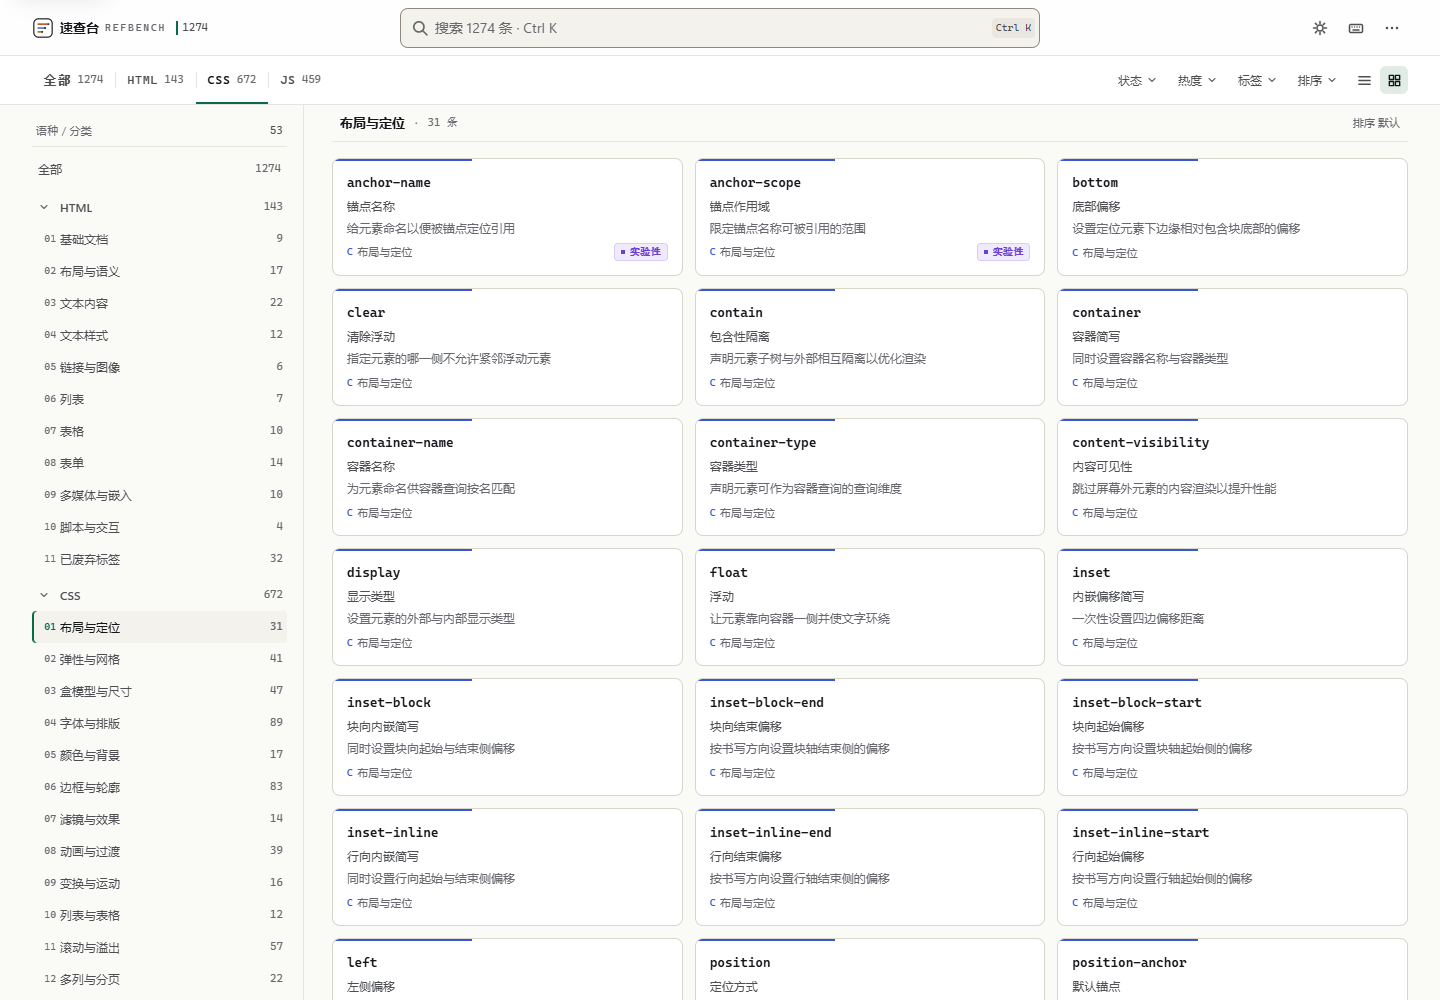 速查台 REFBENCH 1274
搜索 1274 条 · Ctrl K
Ctrl K
全部 1274
HTML 143
CSS 672
JS 459
状态
热度
标签
排序
语种 / 分类 53
全部 1274
HTML 143
01 基础文档 9
02 布局与语义 17
03 文本内容 22
04 文本样式 12
05 链接与图像 6
06 列表 7
07 表格 10
08 表单 14
09 多媒体与嵌入 10
10 脚本与交互 4
11 已废弃标签 32
CSS 672
01 布局与定位 31
02 弹性与网格 41
03 盒模型与尺寸 47
04 字体与排版 89
05 颜色与背景 17
06 边框与轮廓 83
07 滤镜与效果 14
08 动画与过渡 39
09 变换与运动 16
10 列表与表格 12
11 滚动与溢出 57
12 多列与分页 22
布局与定位 · 31 条
排序 默认
anchor-name
锚点名称
给元素命名以便被锚点定位引用
C 布局与定位
实验性
anchor-scope
锚点作用域
限定锚点名称可被引用的范围
C 布局与定位
实验性
bottom
底部偏移
设置定位元素下边缘相对包含块底部的偏移
C 布局与定位
clear
清除浮动
指定元素的哪一侧不允许紧邻浮动元素
C 布局与定位
contain
包含性隔离
声明元素子树与外部相互隔离以优化渲染
C 布局与定位
container
容器简写
同时设置容器名称与容器类型
C 布局与定位
container-name
容器名称
为元素命名供容器查询按名匹配
C 布局与定位
container-type
容器类型
声明元素可作为容器查询的查询维度
C 布局与定位
content-visibility
内容可见性
跳过屏幕外元素的内容渲染以提升性能
C 布局与定位
display
显示类型
设置元素的外部与内部显示类型
C 布局与定位
float
浮动
让元素靠向容器一侧并使文字环绕
C 布局与定位
inset
内嵌偏移简写
一次性设置四边偏移距离
C 布局与定位
inset-block
块向内嵌简写
同时设置块向起始与结束侧偏移
C 布局与定位
inset-block-end
块向结束偏移
按书写方向设置块轴结束侧的偏移
C 布局与定位
inset-block-start
块向起始偏移
按书写方向设置块轴起始侧的偏移
C 布局与定位
inset-inline
行向内嵌简写
同时设置行向起始与结束侧偏移
C 布局与定位
inset-inline-end
行向结束偏移
按书写方向设置行轴结束侧的偏移
C 布局与定位
inset-inline-start
行向起始偏移
按书写方向设置行轴起始侧的偏移
C 布局与定位
left
左侧偏移
position
定位方式
position-anchor
默认锚点